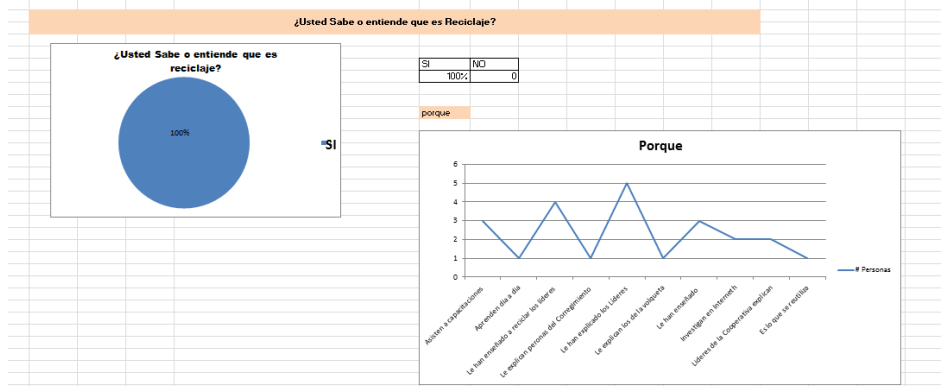 ¿Usted Sabe o entiende que es Reciclaje?
¿Usted Sabe o entiende que es
reciclaje?
100%
SI
SI NO
100% 0
porque
Porque
6
5
4
3
2
1
0
Asisten a capacitaciones
Aprenden dia a dia
Le han enseñado a reciclar los lideres
Le explican peronas del Corregimiento
Le han explicado los Lideres
Le explican los de la volqueta
Le han enseñado
Investigan en Interneth
Lideres de la Cooperativa explican
Es lo que se reutiliza
# Personas